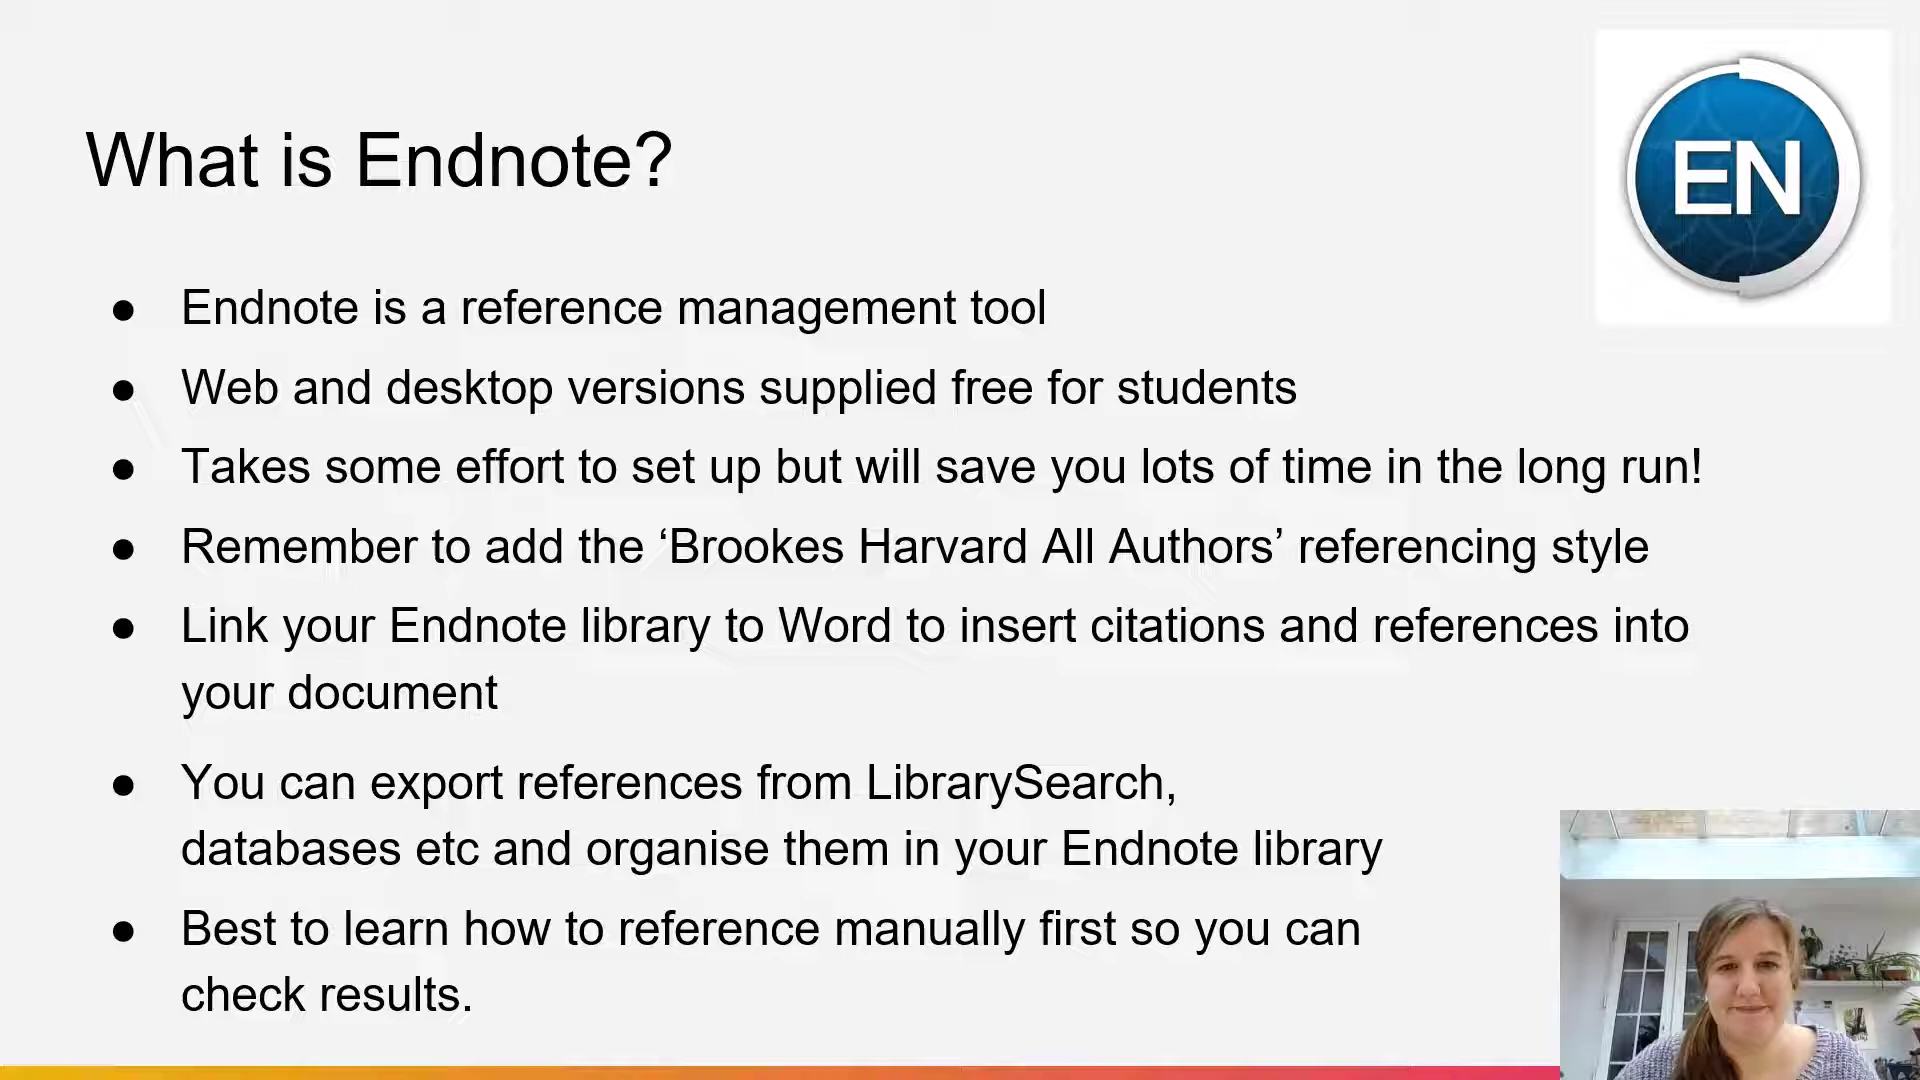 What is Endnote?
EN
● Endnote is a reference management tool
● Web and desktop versions supplied free for students
● Takes some effort to set up but will save you lots of time in the long run!
● Remember to add the ‘Brookes Harvard All Authors’ referencing style
● Link your Endnote library to Word to insert citations and references into
your document
● You can export references from LibrarySearch,
databases etc and organise them in your Endnote library
● Best to learn how to reference manually first so you can
check results.